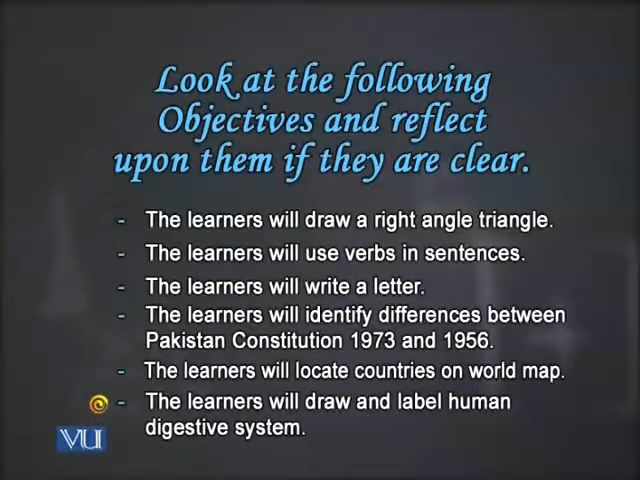 Look at the following
Objectives and reflect
upon them if they are clear.
- The learners will draw a right angle triangle.
- The learners will use verbs in sentences.
- The learners will write a letter.
- The learners will identify differences between
Pakistan Constitution 1973 and 1956.
- The learners will locate countries on world map.
- The learners will draw and label human
digestive system.
VU